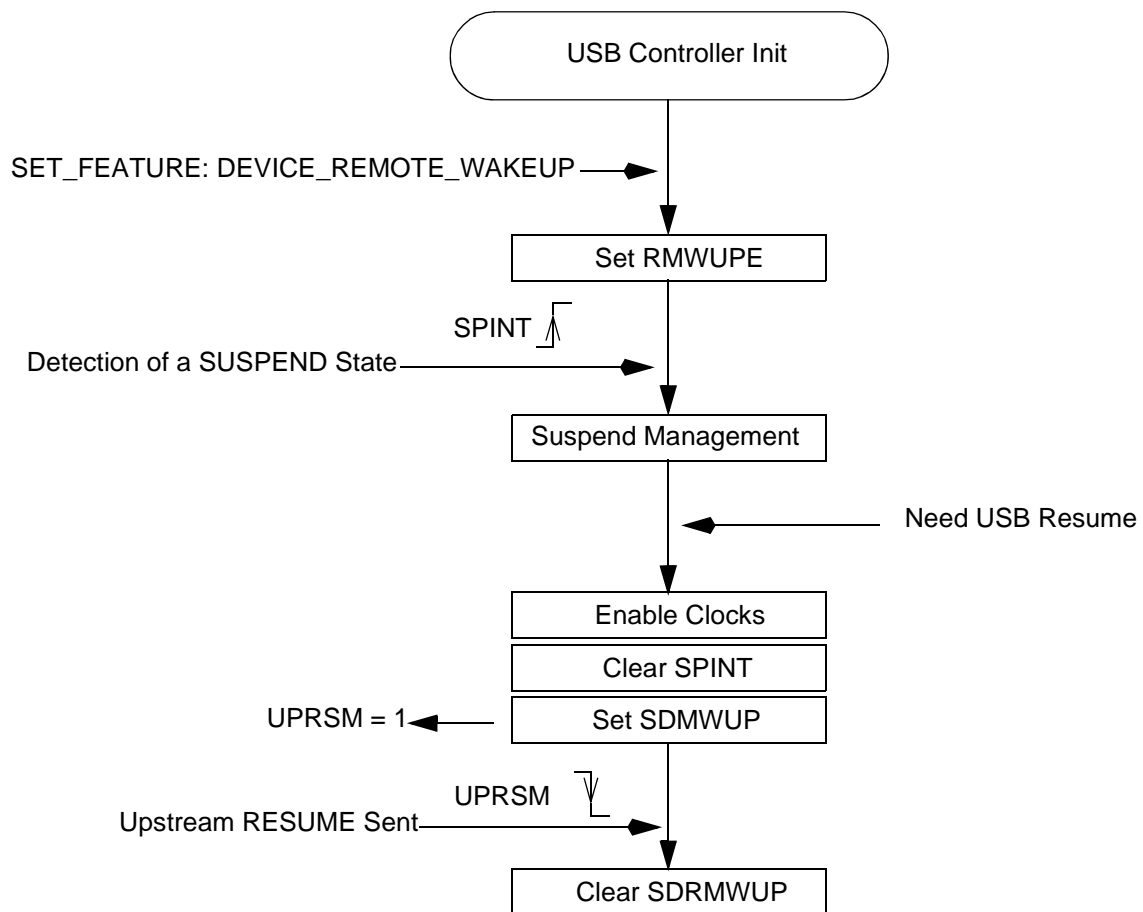 USB Controller Init
SET_FEATURE: DEVICE_REMOTE_WAKEUP
Set RMWUPE
SPINT
Detection of a SUSPEND State
Suspend Management
Need USB Resume
Enable Clocks
Clear SPINT
UPRSM = 1
Set SDMWUP
UPRSM
Upstream RESUME Sent
Clear SDRMWUP